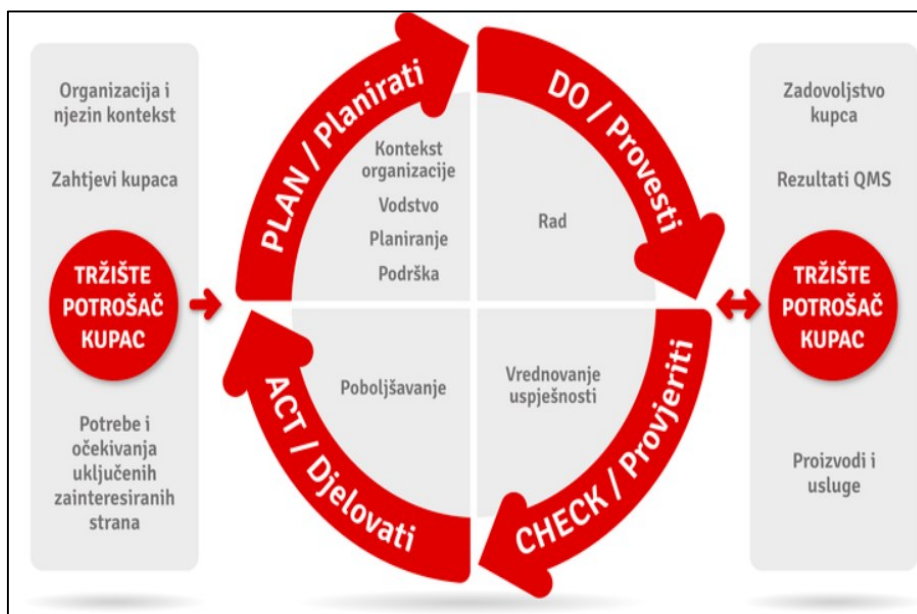 Organizacija i
njezin kontekst
Zahtjevi kupaca
TRŽIŠTE
POTROŠAČ
KUPAC
Potrebe i
očekivanja
uključenih
zainteresiranih
strana
PLAN / Planirati
Kontekst
organizacije
Vodstvo
Planiranje
Podrška
DO / Provesti
Rad
CHECK / Provjeriti
Vrednovanje
uspješnosti
ACT / Djelovati
Poboljšavanje
Zadovoljstvo
kupca
Rezultati QMS
TRŽIŠTE
POTROŠAČ
KUPAC
Proizvodi i
usluge